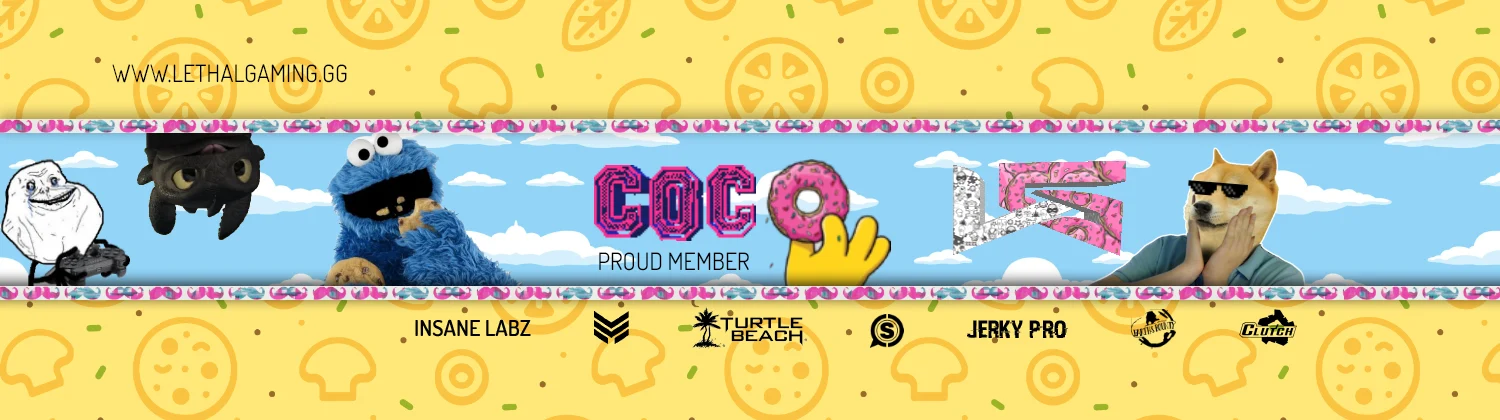 WWW.LETHALGAMING.GG
COCO
PROUD MEMBER
INSANE LABZ
TURTLE
BEACH
S
JERKY PRO
CLUTCH